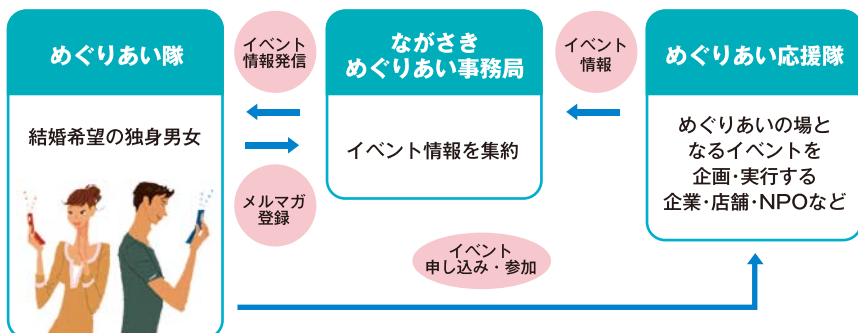 めぐりあい隊
結婚希望の独身男女
イベント
情報発信
メルマガ
登録
ながさき
めぐりあい事務局
イベント情報を集約
イベント
情報
めぐりあい応援隊
めぐりあいの場と
なるイベントを
企画・実行する
企業・店舗・NPOなど
イベント
申し込み・参加